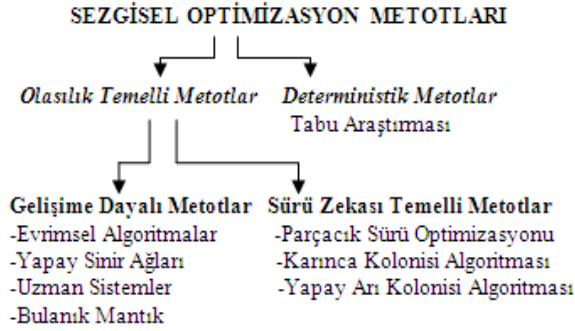 SEZGİSEL OPTİMİZASYON METOTLARI
Olasılık Temelli Metotlar
Deterministik Metotlar
Tabu Araştırması
Gelişime Dayalı Metotlar
-Evrimsel Algoritmalar
-Yapay Sinir Ağları
-Uzman Sistemler
-Bulanık Mantık
Sürü Zekası Temelli Metotlar
-Parçacık Sürü Optimizasyonu
-Karınca Kolonisi Algoritması
-Yapay Arı Kolonisi Algoritması